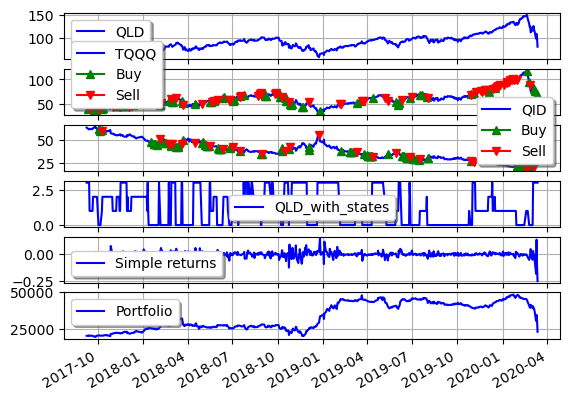 150
QLD
100
TQQQ
100
Buy
50
Sell
QID
50
Buy
25
Sell
2.5
QLD_with_states
0.0
0.00
Simple returns
−0.25
50000
Portfolio
25000
2017-10
2018-01
2018-04
2018-07
2018-10
2019-01
2019-04
2019-07
2019-10
2020-01
2020-04